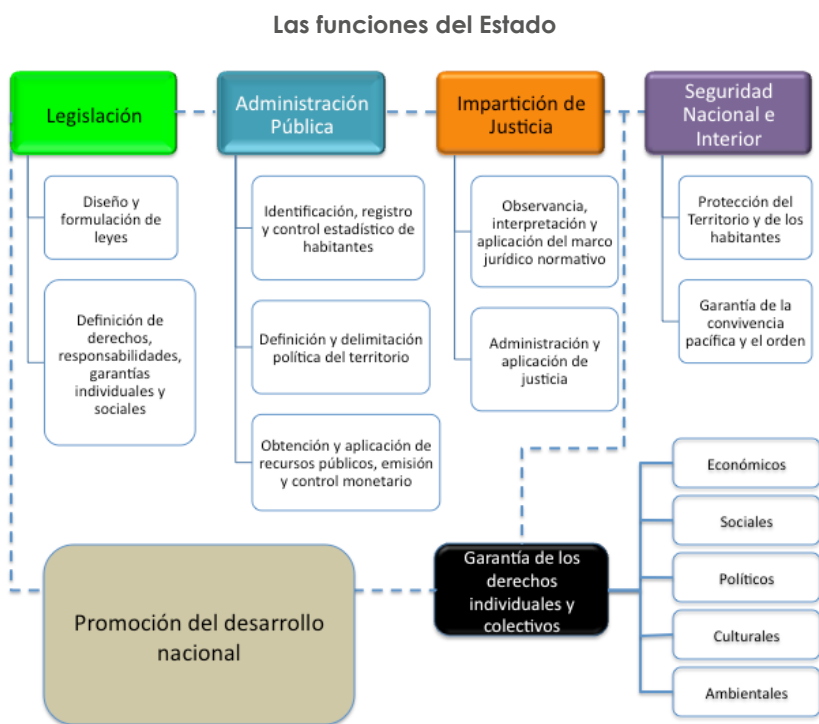 Las funciones del Estado
Legislación
Administración
Pública
Impartición de
Justicia
Seguridad
Nacional e
Interior
Diseño y
formulación de
leyes
Definición de
derechos,
responsabilidades,
garantías
individuales y
sociales
Identificación, registro
y control estadístico de
habitantes
Definición y delimitación
política del territorio
Obtención y aplicación de
recursos públicos, emisión
y control monetario
Observancia,
interpretación y
aplicación del marco
jurídico normativo
Administración y
aplicación de
justicia
Protección del
Territorio y de los
habitantes
Garantía de la
convivencia
pacífica y el orden
Promoción del desarrollo
nacional
Garantía de los
derechos
individuales y
colectivos
Económicos
Sociales
Políticos
Culturales
Ambientales